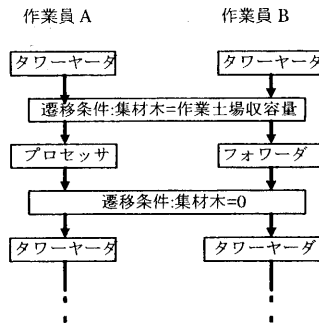 作業員A 作業員B
タワーヤーダ タワーヤーダ
遷移条件:集材木=作業土場収容量
プロセッサ フォワーダ
遷移条件:集材木=0
タワーヤーダ タワーヤーダ